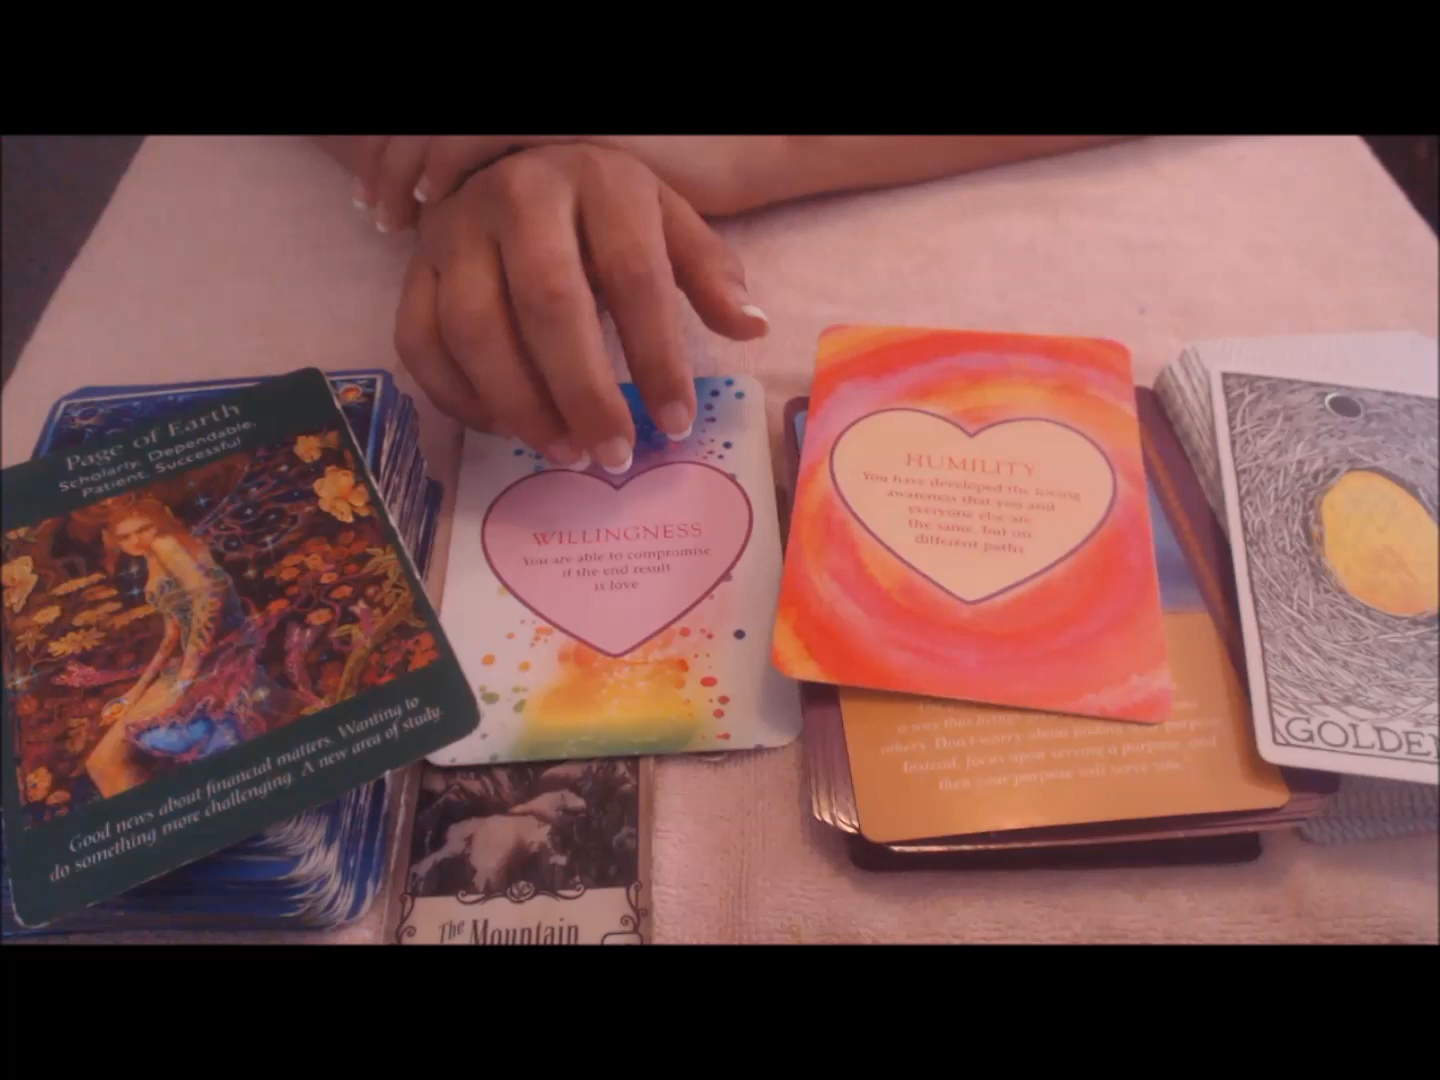 Page of Earth
Scholarly, Dependable,
Patient, Successful
Good news about financial matters. Wanting to
do something more challenging. A new area of study.
WILLINGNESS
You are able to compromise
if the end result
is love
The Mountain
HUMILITY
You have developed the loving
awareness that you and
everyone else are
the same, but on
different paths
others. Don't worry about finding your purpose
Instead, focus upon serving a purpose, and
then your purpose will serve you."
GOLDEN